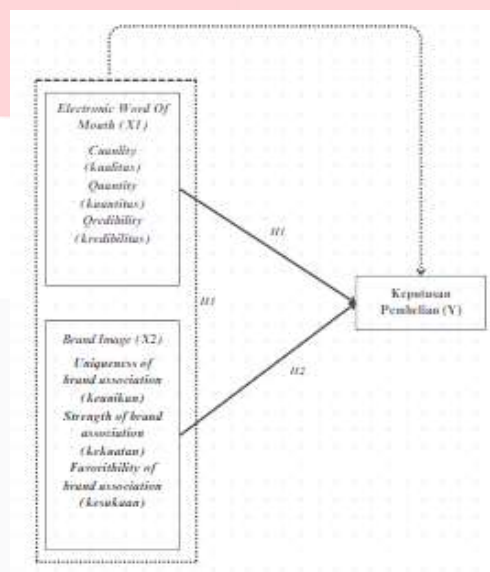 Electronic Word Of
Mouth (X1)
Cuanlity
(kualitas)
Quantity
(kuantitas)
Qredibility
(kredibilitas)
H1
Keputusan
Pembelian (Y)
H3
Brand Image (X2)
Uniqueness of
brand association
(keunikan)
Strength of brand
association
(kekuatan)
Favorithility of
brand association
(kesukaan)
H2